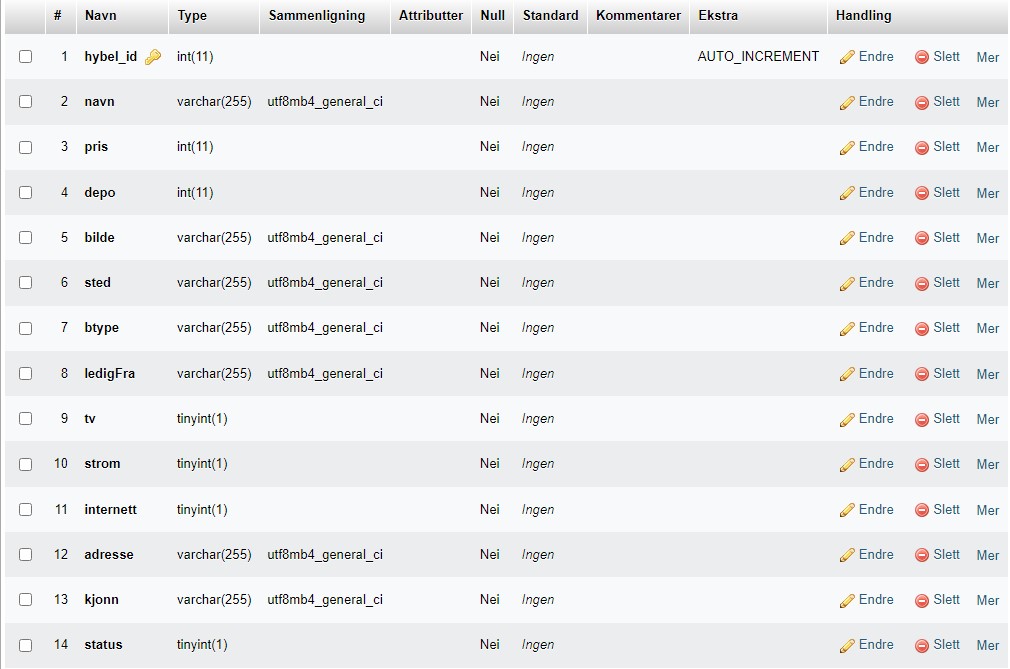 # Navn Type Sammenligning Attributter Null Standard Kommentarer Ekstra Handling
1 hybel_id int(11) Nei Ingen AUTO_INCREMENT Endre Slett Mer
2 navn varchar(255) utf8mb4_general_ci Nei Ingen Endre Slett Mer
3 pris int(11) Nei Ingen Endre Slett Mer
4 depo int(11) Nei Ingen Endre Slett Mer
5 bilde varchar(255) utf8mb4_general_ci Nei Ingen Endre Slett Mer
6 sted varchar(255) utf8mb4_general_ci Nei Ingen Endre Slett Mer
7 btype varchar(255) utf8mb4_general_ci Nei Ingen Endre Slett Mer
8 ledigFra varchar(255) utf8mb4_general_ci Nei Ingen Endre Slett Mer
9 tv tinyint(1) Nei Ingen Endre Slett Mer
10 strom tinyint(1) Nei Ingen Endre Slett Mer
11 internett tinyint(1) Nei Ingen Endre Slett Mer
12 adresse varchar(255) utf8mb4_general_ci Nei Ingen Endre Slett Mer
13 kjonn varchar(255) utf8mb4_general_ci Nei Ingen Endre Slett Mer
14 status tinyint(1) Nei Ingen Endre Slett Mer